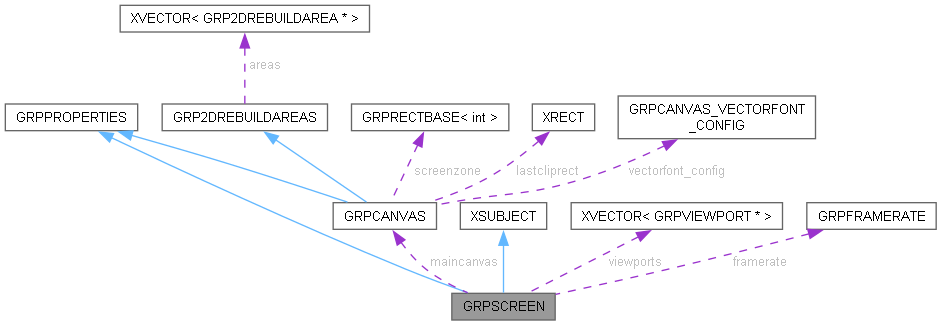 XVECTOR< GRP2DREBUILDAREA * >
areas
GRPPROPERTIES
GRP2DREBUILDAREAS
GRPRECTBASE< int >
XRECT
GRPCANVAS_VECTORFONT
_CONFIG
screenzone
lastcliprect
vectorfont_config
GRPCANVAS
XSUBJECT
XVECTOR< GRPVIEWPORT * >
GRPFRAMERATE
maincanvas
viewports
framerate
GRPSCREEN